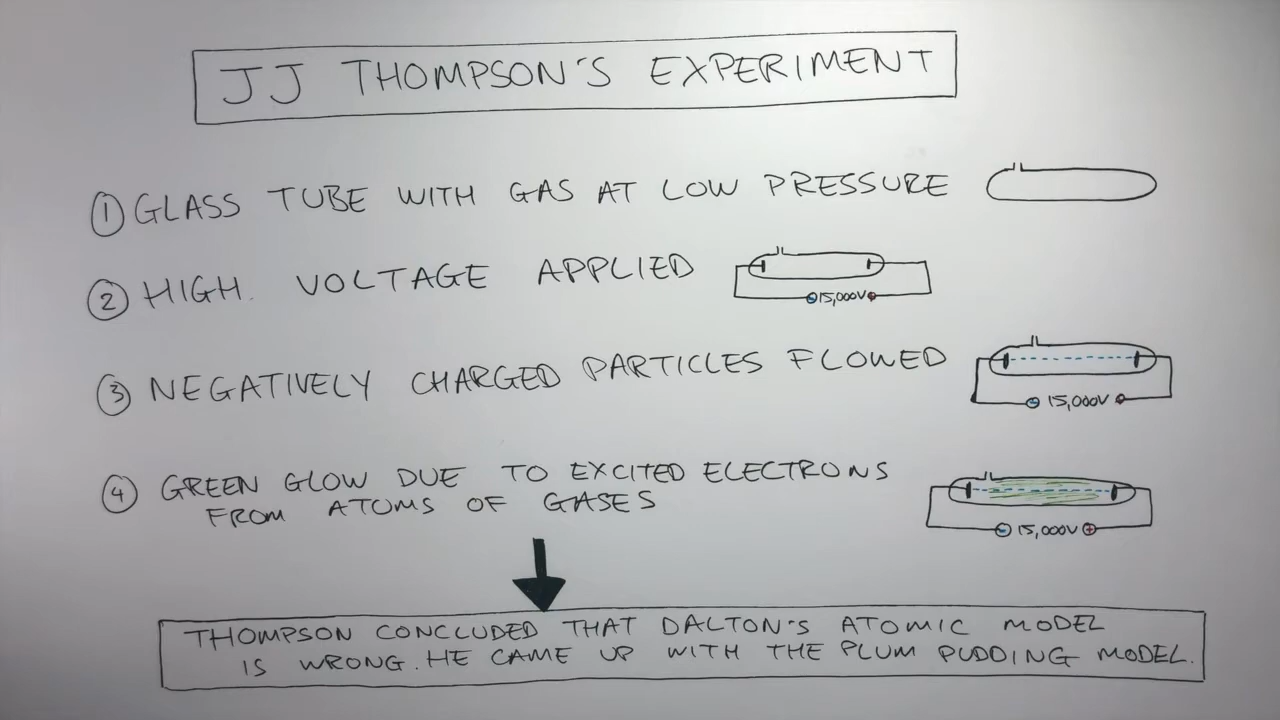 JJ THOMPSON'S EXPERIMENT
① GLASS TUBE WITH GAS AT LOW PRESSURE
② HIGH. VOLTAGE APPLIED
15,000V
③ NEGATIVELY CHARGED PARTICLES FLOWED
15,000V
④ GREEN GLOW DUE TO EXCITED ELECTRONS
FROM ATOMS OF GASES
15,000V
THOMPSON CONCLUDED THAT DALTON'S ATOMIC MODEL
IS WRONG. HE CAME UP WITH THE PLUM PUDDING MODEL.